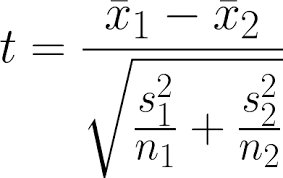 t = \frac{\bar{x}_1 - \bar{x}_2}{\sqrt{\frac{s_1^2}{n_1} + \frac{s_2^2}{n_2}}}